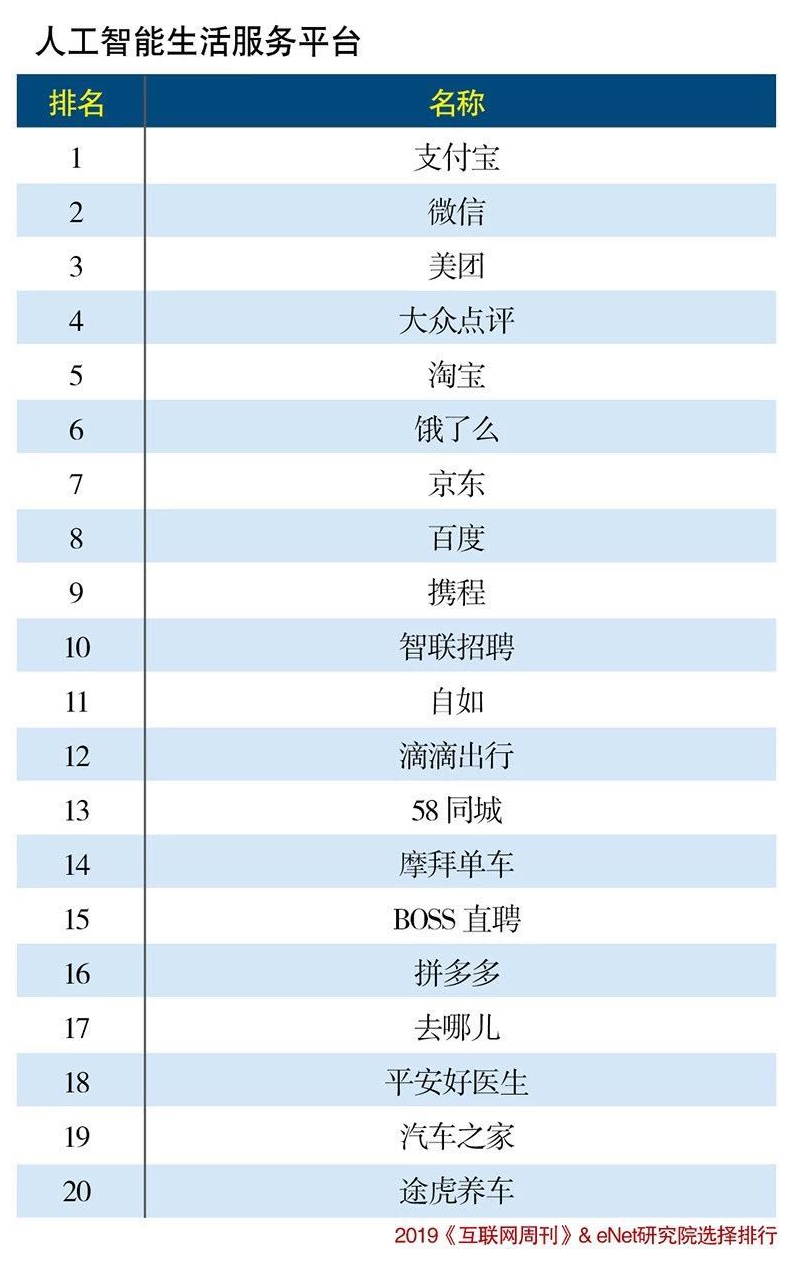 人工智能生活服务平台
排名 名称
1 支付宝
2 微信
3 美团
4 大众点评
5 淘宝
6 饿了么
7 京东
8 百度
9 携程
10 智联招聘
11 自如
12 滴滴出行
13 58 同城
14 摩拜单车
15 BOSS 直聘
16 拼多多
17 去哪儿
18 平安好医生
19 汽车之家
20 途虎养车
2019《互联网周刊》& eNet研究院选择排行